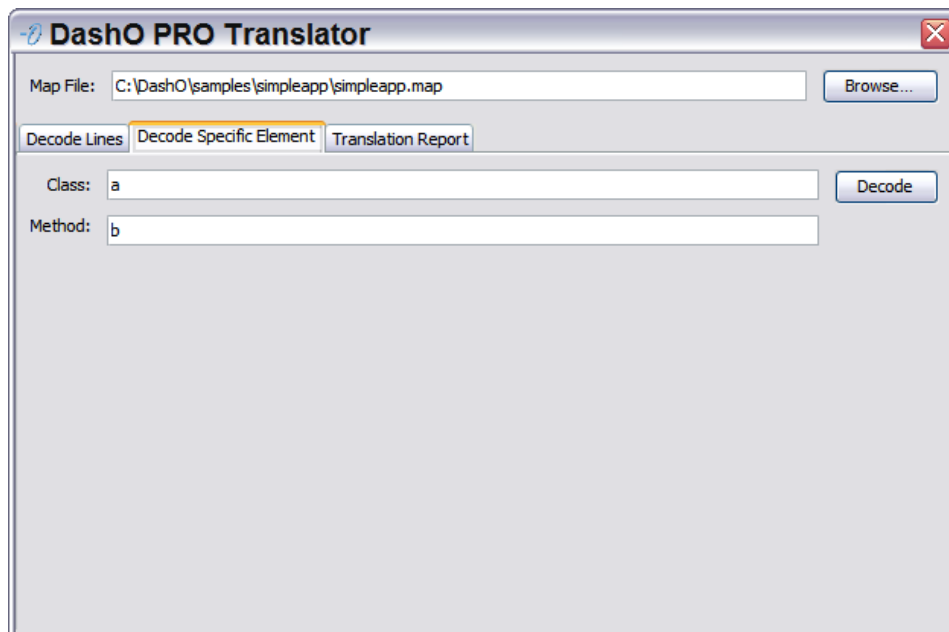 DashO PRO Translator
Map File: C:\DashO\samples\simpleapp\simpleapp.map Browse...
Decode Lines Decode Specific Element Translation Report
Class: a Decode
Method: b